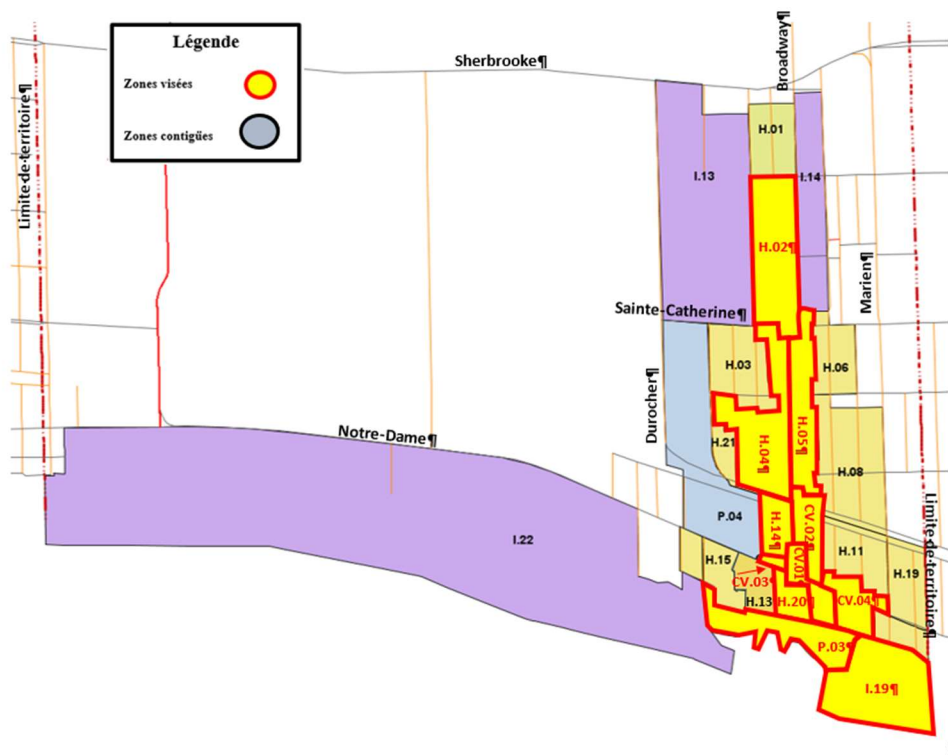 Légende
Zones visées
Zones contigües
Sherbrooke¶
Broadway¶
Limite·de·territoire¶
H.01
I.13
I.14
H.02¶
Marien¶
Sainte-Catherine¶
H.03
H.06
Durocher¶
H.05¶
Notre-Dame¶
H.21
H.04¶
H.08
Limite·de·territoire¶
P.04
H.14¶
CV.02¶
I.22
H.15
CV.01¶
H.11
H.19
CV.03¶
H.13
H.20¶
CV.04¶
P.03¶
I.19¶